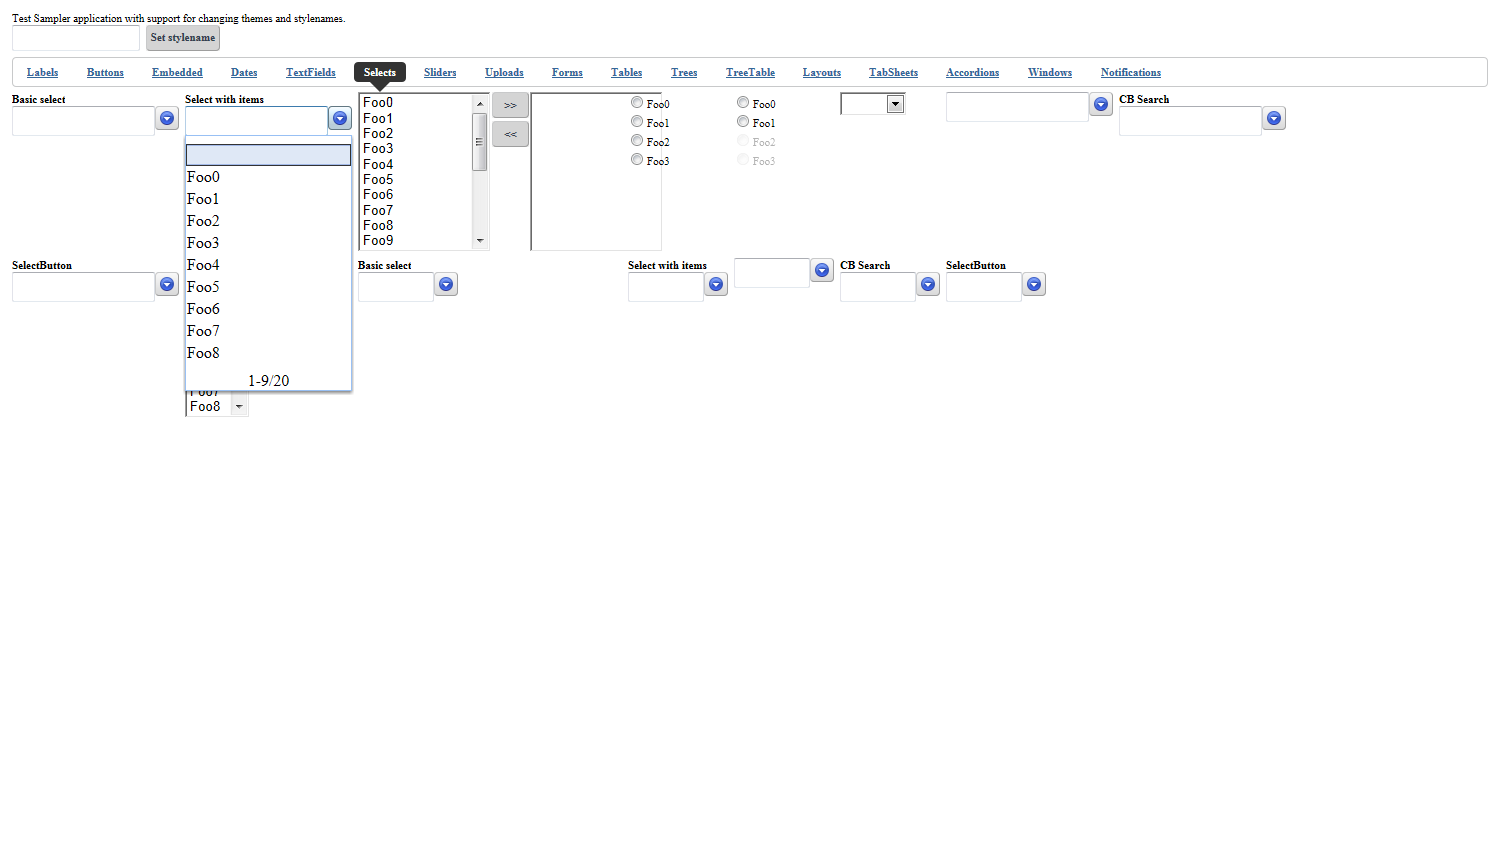 Test Sampler application with support for changing themes and stylenames.
Set stylename
Labels Buttons Embedded Dates TextFields Selects Sliders Uploads Forms Tables Trees TreeTable Layouts TabSheets Accordions Windows Notifications
Basic select
Select with items
Foo0
Foo1
Foo2
Foo3
Foo4
Foo5
Foo6
Foo7
Foo8
1-9/20
Foo7
Foo8
Foo0
Foo1
Foo2
Foo3
Foo4
Foo5
Foo6
Foo7
Foo8
Foo9
>>
<<
Foo0
Foo1
Foo2
Foo3
Foo0
Foo1
Foo2
Foo3
CB Search
SelectButton
Basic select
Select with items
CB Search
SelectButton